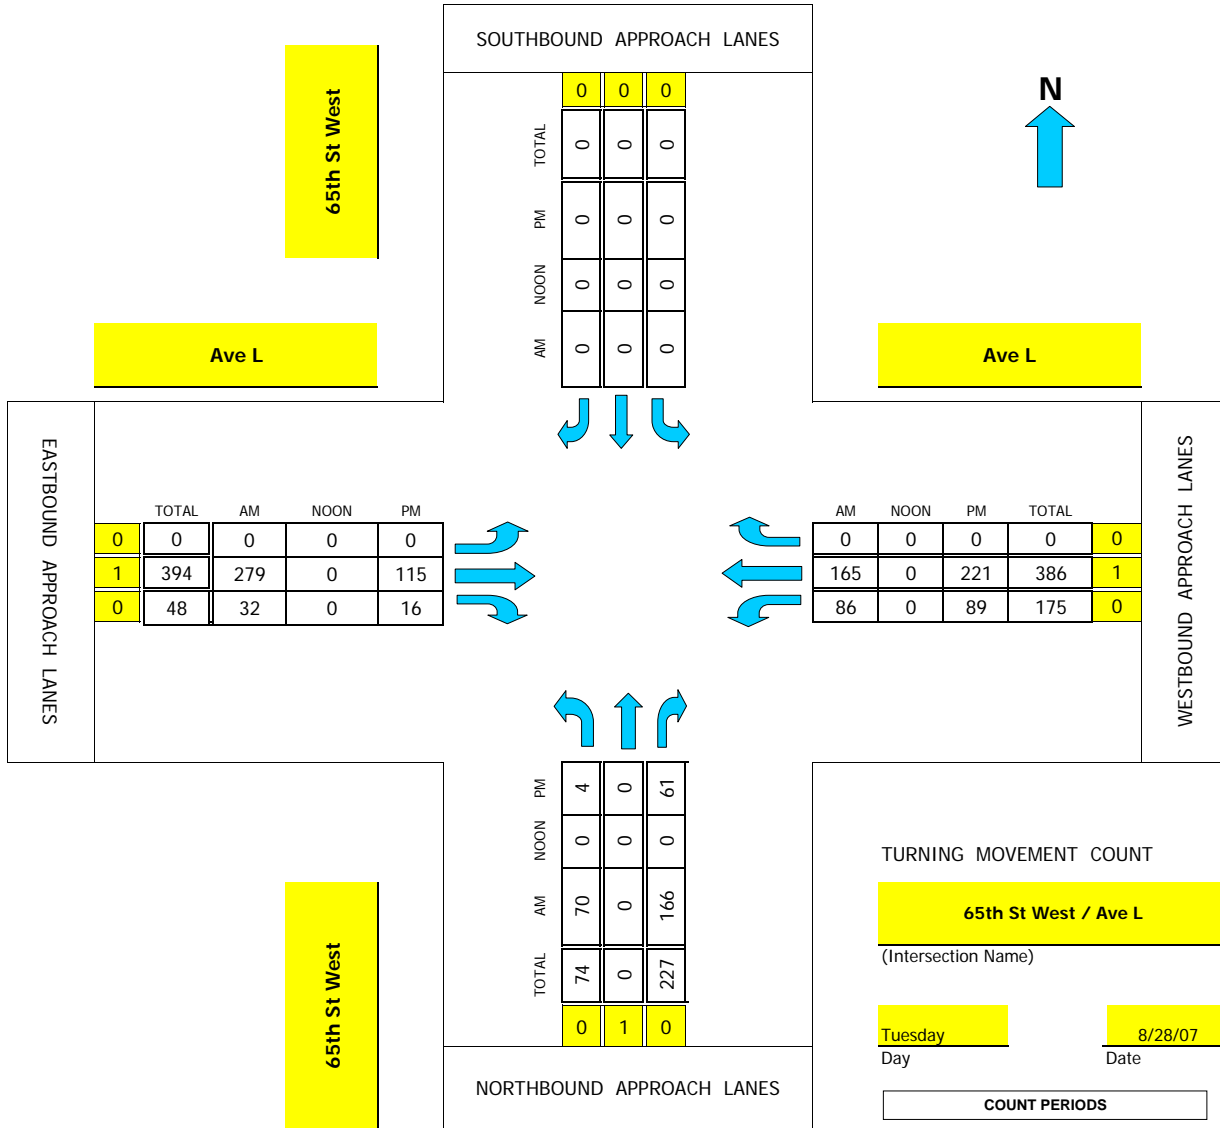 SOUTHBOUND APPROACH LANES
0 0 0
TOTAL 0 0 0
PM 0 0 0
NOON 0 0 0
AM 0 0 0
N
65th St West
Ave L
Ave L
EASTBOUND APPROACH LANES
TOTAL AM NOON PM
0 0 0 0 0
1 394 279 0 115
0 48 32 0 16
AM NOON PM TOTAL
0 0 0 0 0
165 0 221 386 1
86 0 89 175 0
WESTBOUND APPROACH LANES
PM 4 0 61
NOON 0 0 0
AM 70 0 166
TOTAL 74 0 227
0 1 0
NORTHBOUND APPROACH LANES
65th St West
TURNING MOVEMENT COUNT
65th St West / Ave L
(Intersection Name)
Tuesday 8/28/07
Day Date
COUNT PERIODS